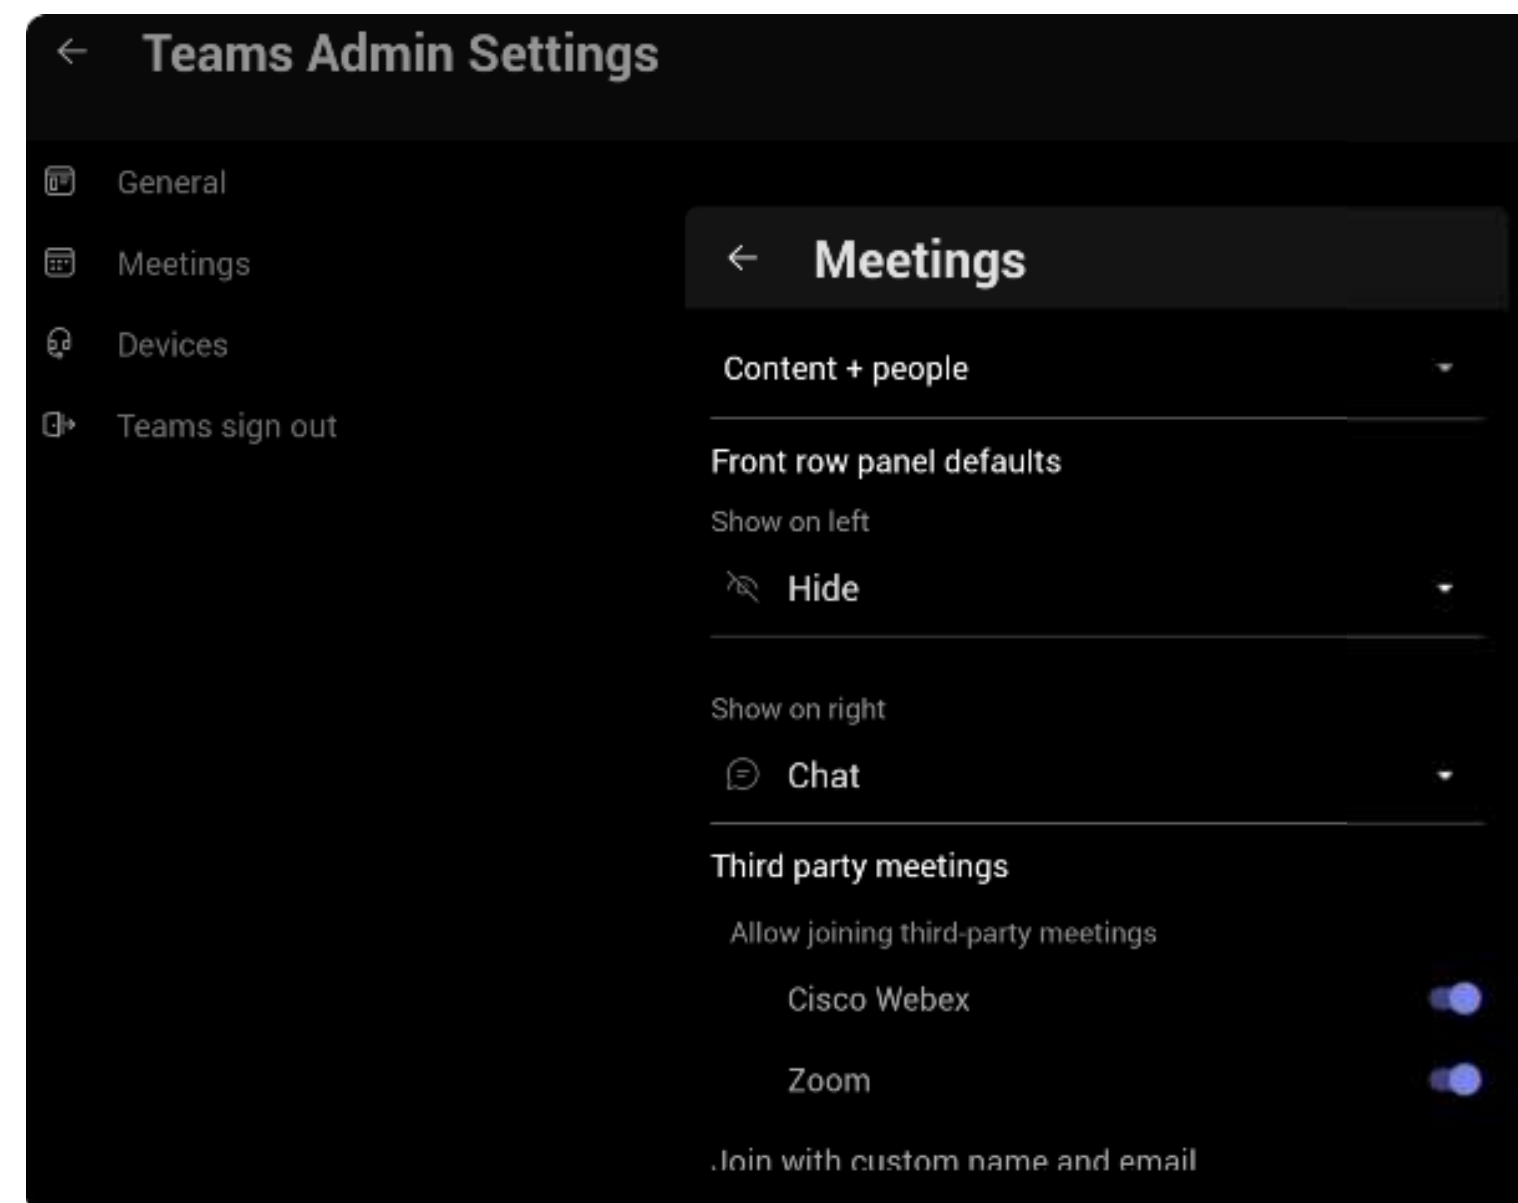 Teams Admin Settings
General
Meetings
Devices
Teams sign out
Meetings
Content + people
Front row panel defaults
Show on left
Hide
Show on right
Chat
Third party meetings
Allow joining third-party meetings
Cisco Webex
Zoom
Join with custom name and email